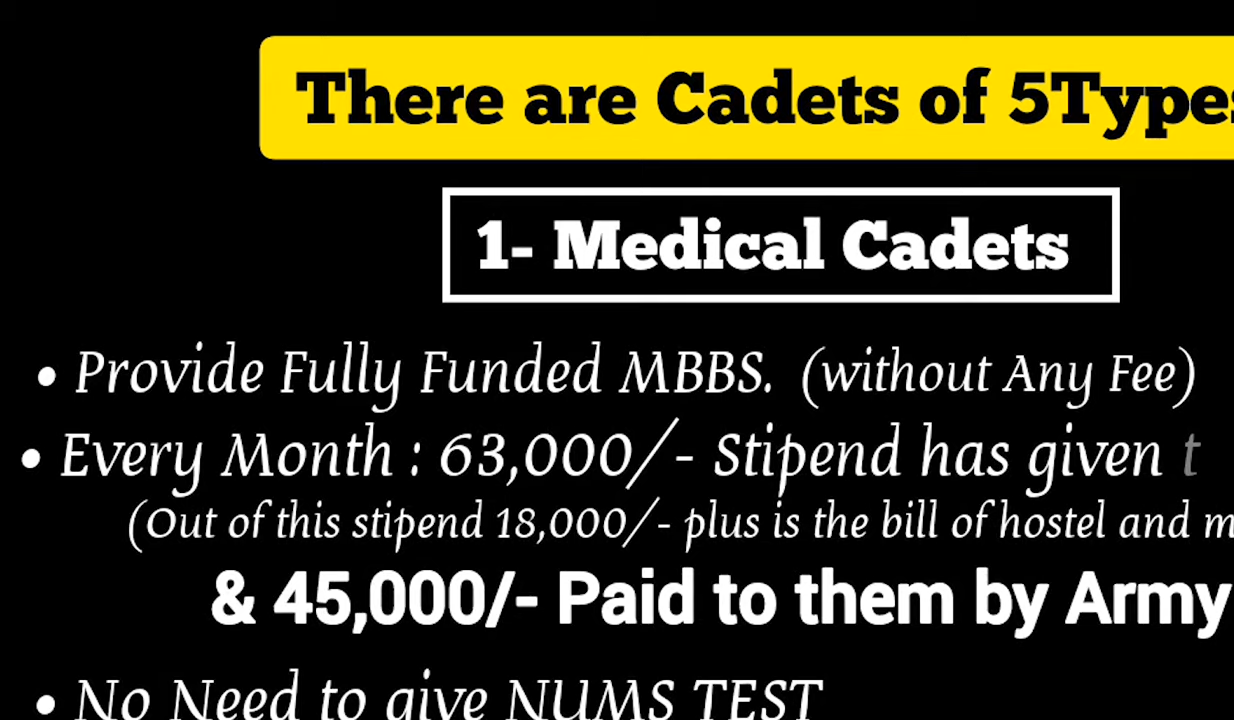 There are Cadets of 5Types
1- Medical Cadets
• Provide Fully Funded MBBS. (without Any Fee)
• Every Month : 63,000/- Stipend has given t
(Out of this stipend 18,000/- plus is the bill of hostel and m
& 45,000/- Paid to them by Army
• No Need to give NUMS TEST